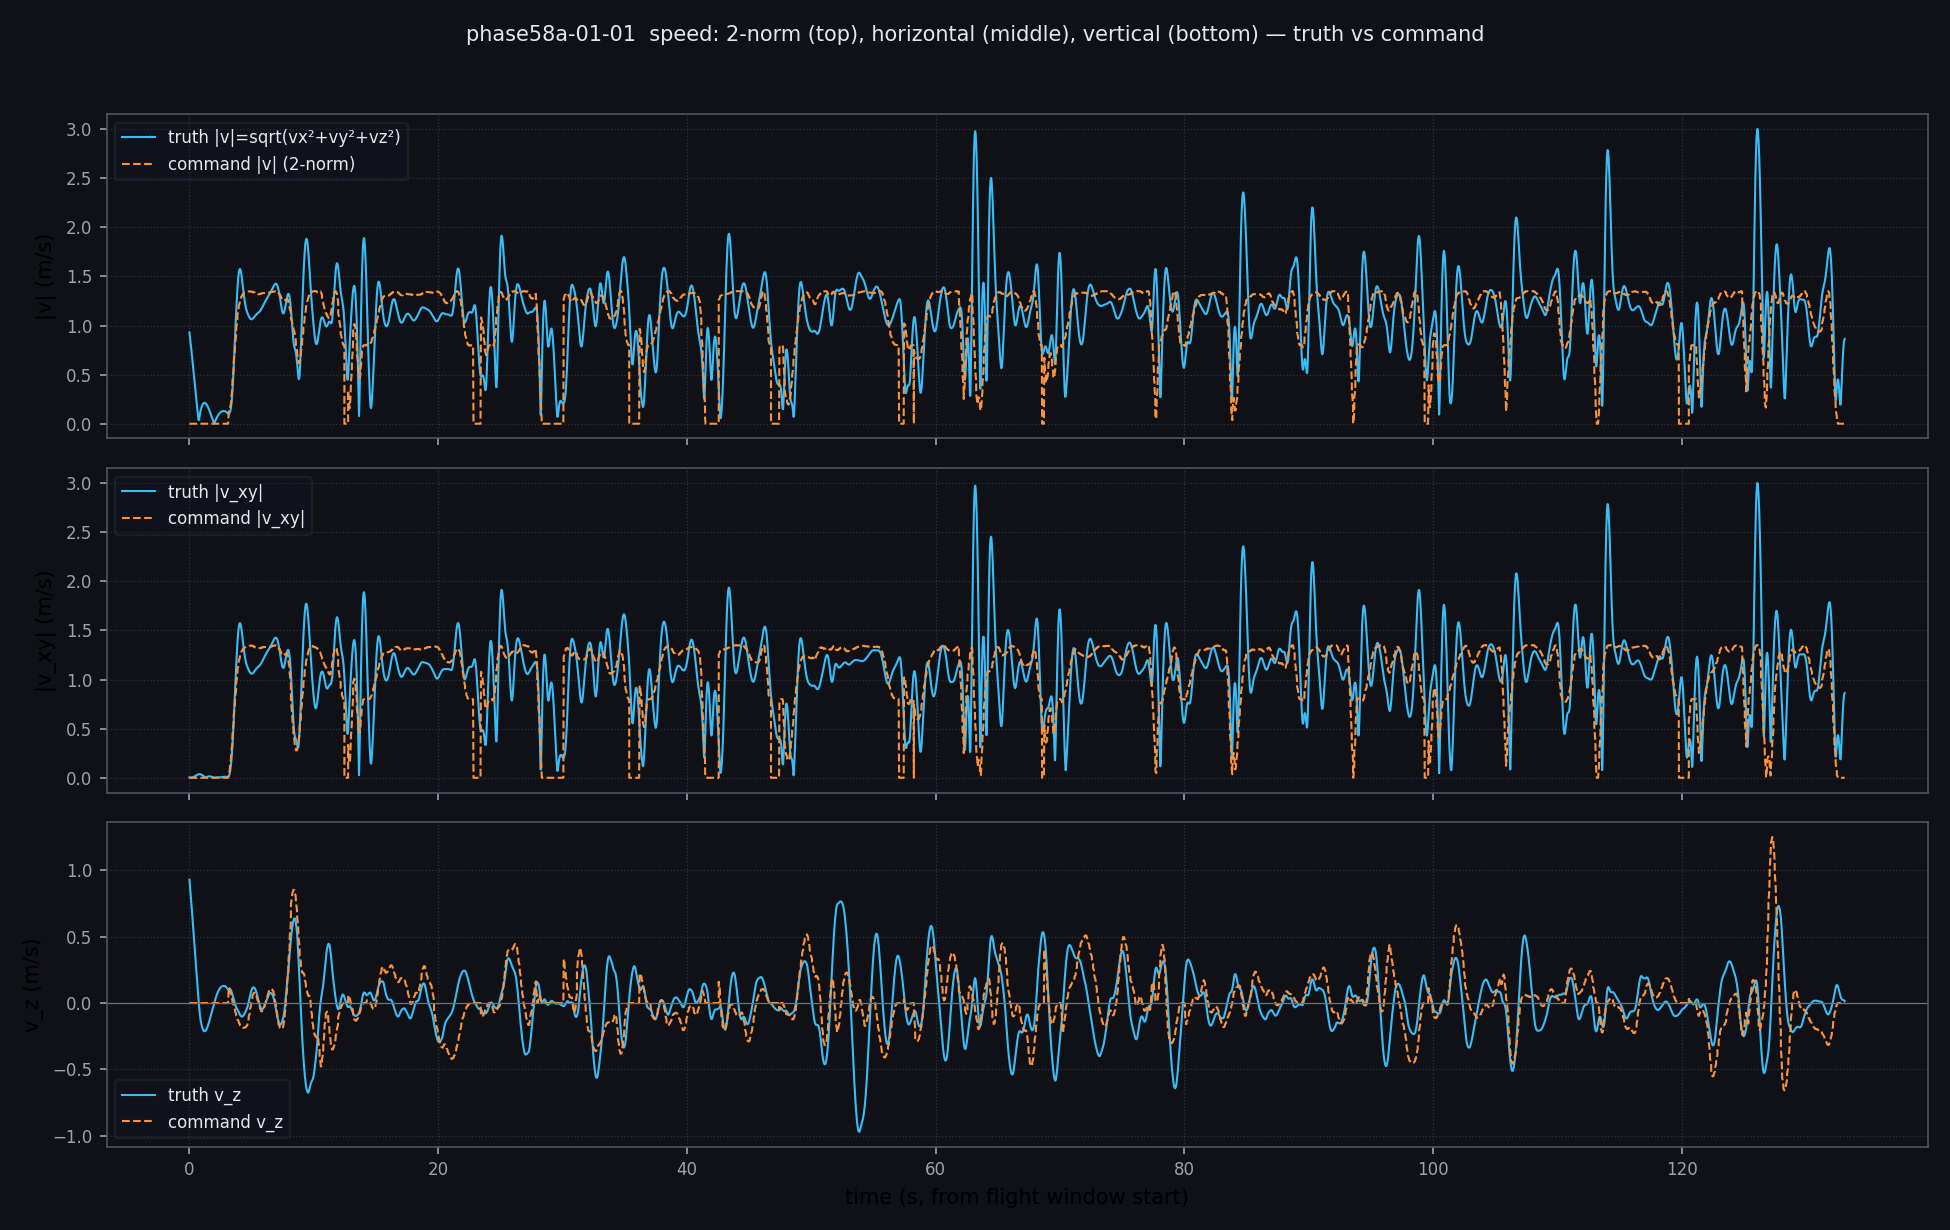 phase58a-01-01  speed: 2-norm (top), horizontal (middle), vertical (bottom) — truth vs command
|v| (m/s)
3.0
2.5
2.0
1.5
1.0
0.5
0.0
truth |v|=sqrt(vx²+vy²+vz²)
command |v| (2-norm)
|v_xy| (m/s)
3.0
2.5
2.0
1.5
1.0
0.5
0.0
truth |v_xy|
command |v_xy|
v_z (m/s)
1.0
0.5
0.0
−0.5
−1.0
truth v_z
command v_z
0 20 40 60 80 100 120
time (s, from flight window start)